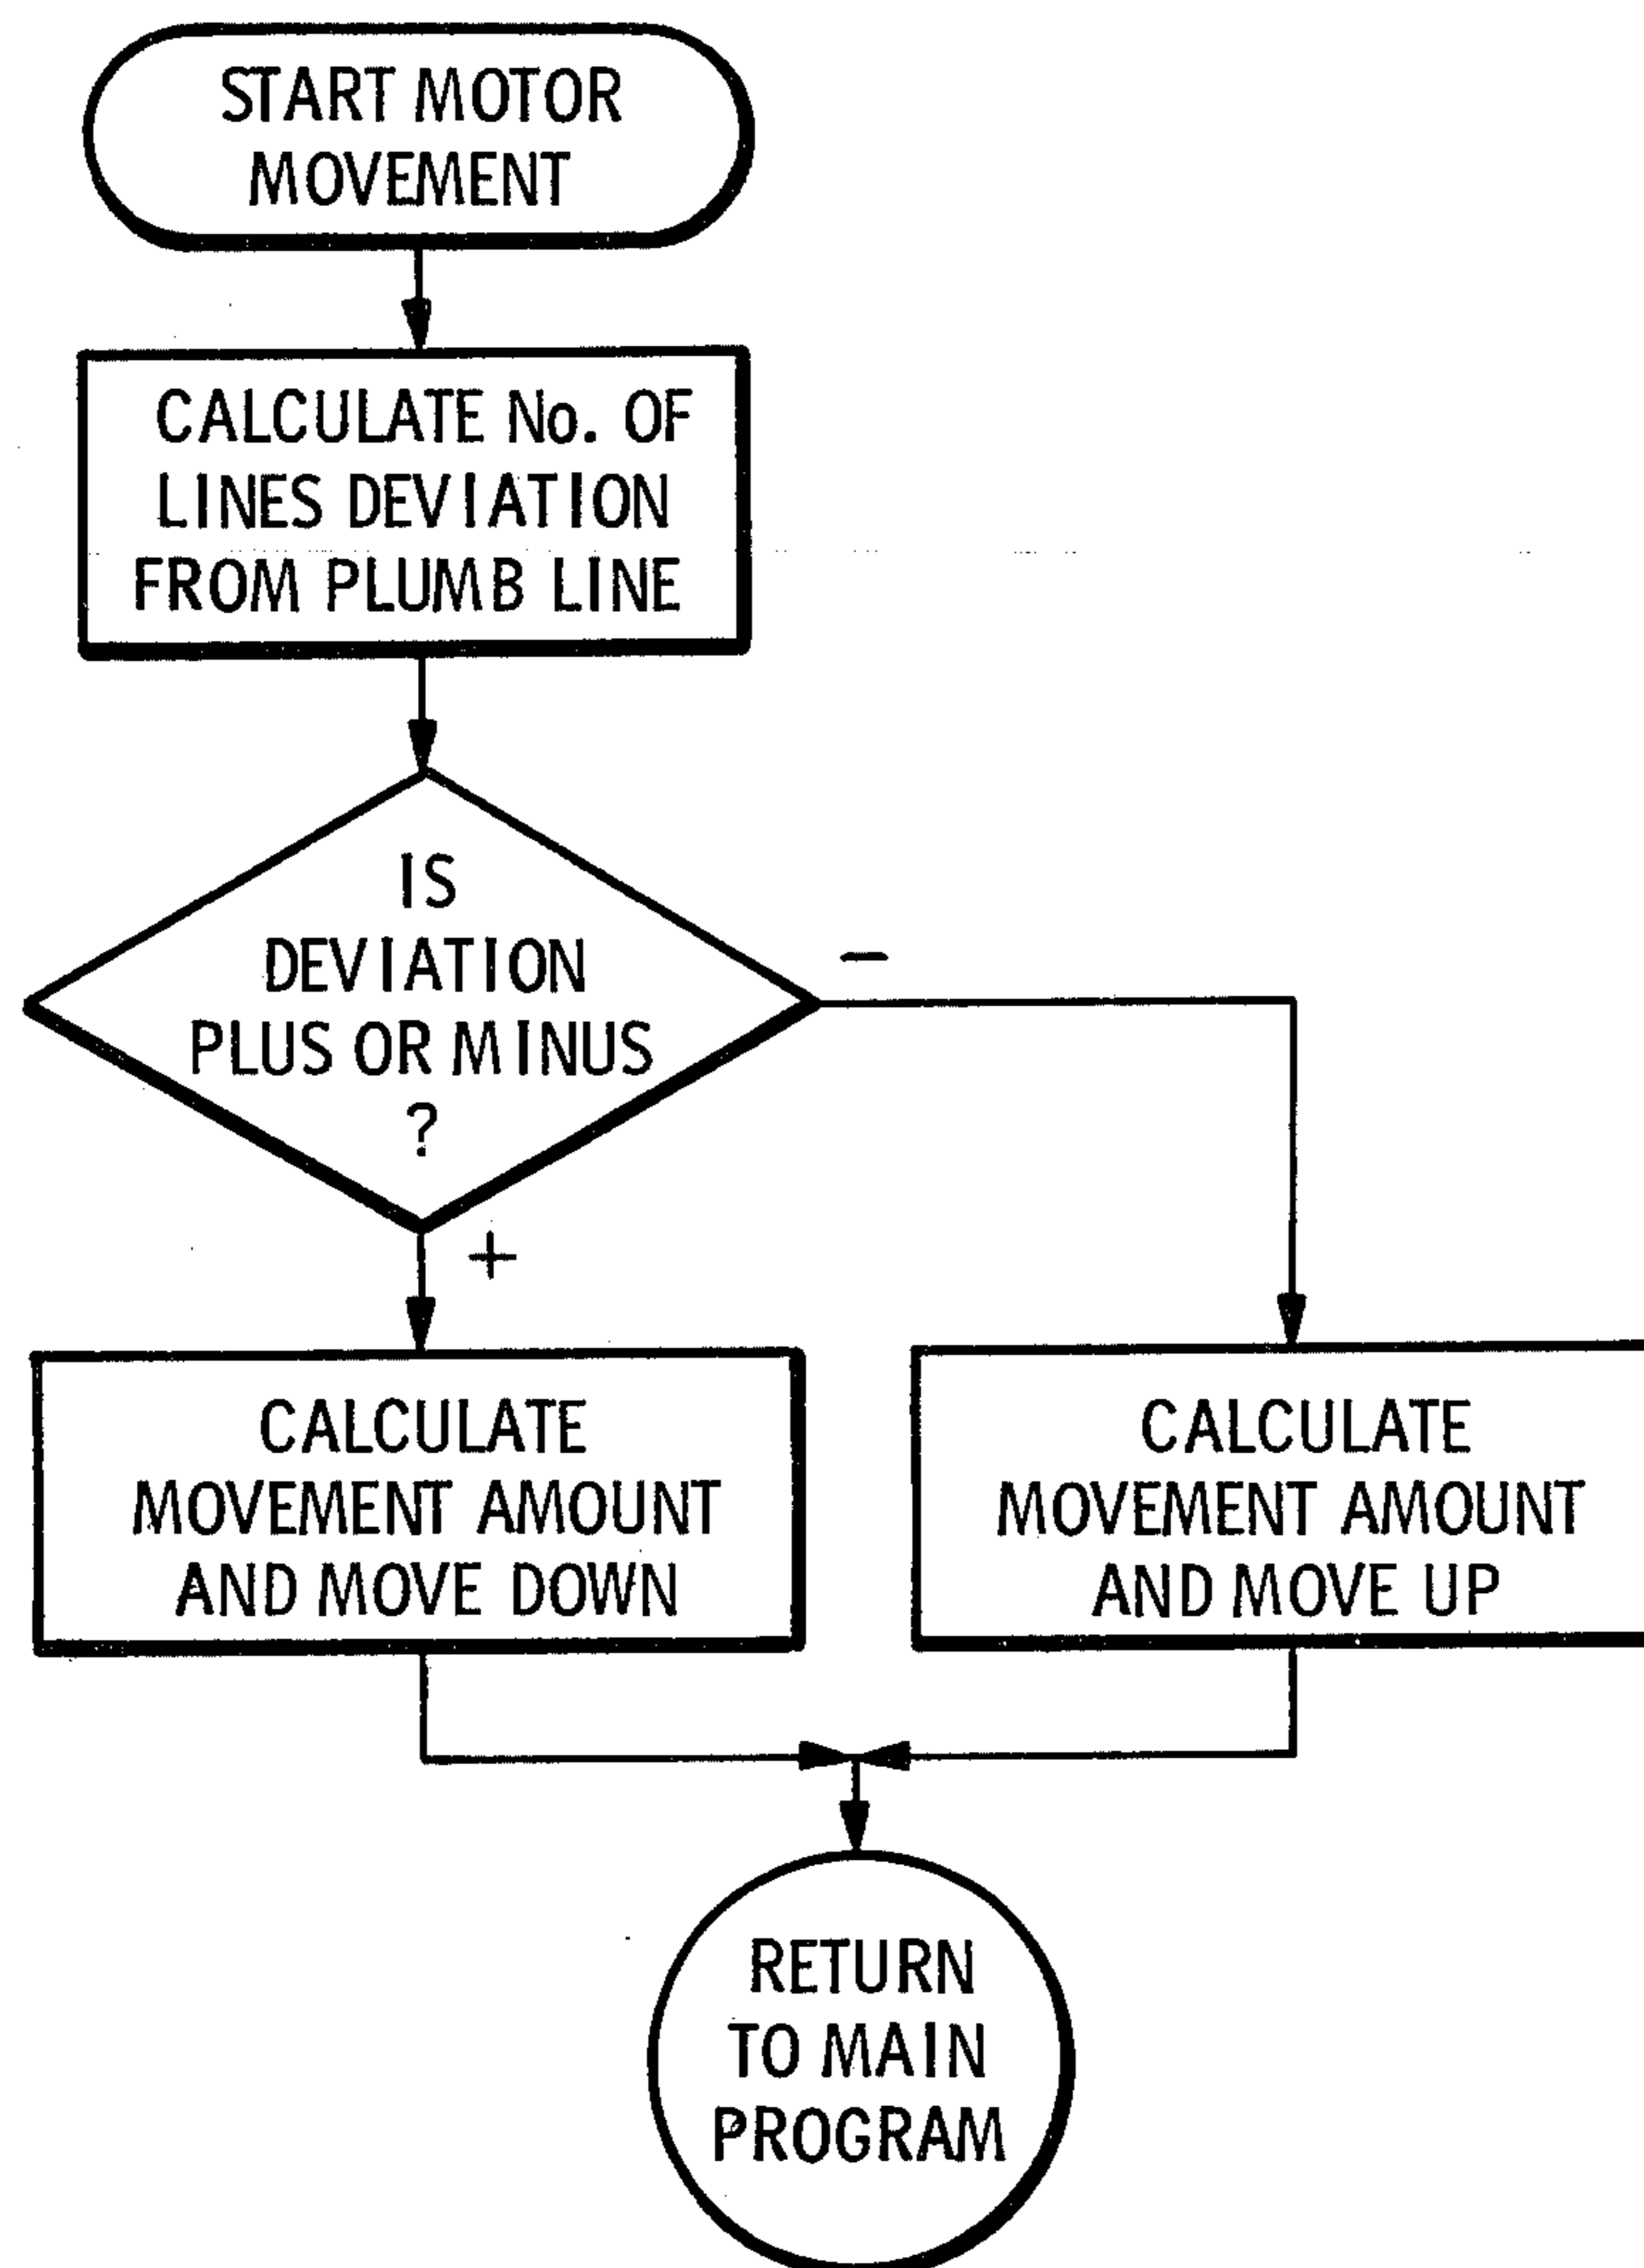 START MOTOR
MOVEMENT
CALCULATE No. OF
LINES DEVIATION
FROM PLUMB LINE
IS
DEVIATION
PLUS OR MINUS
?
−
+
CALCULATE
MOVEMENT AMOUNT
AND MOVE DOWN
CALCULATE
MOVEMENT AMOUNT
AND MOVE UP
RETURN
TO MAIN
PROGRAM